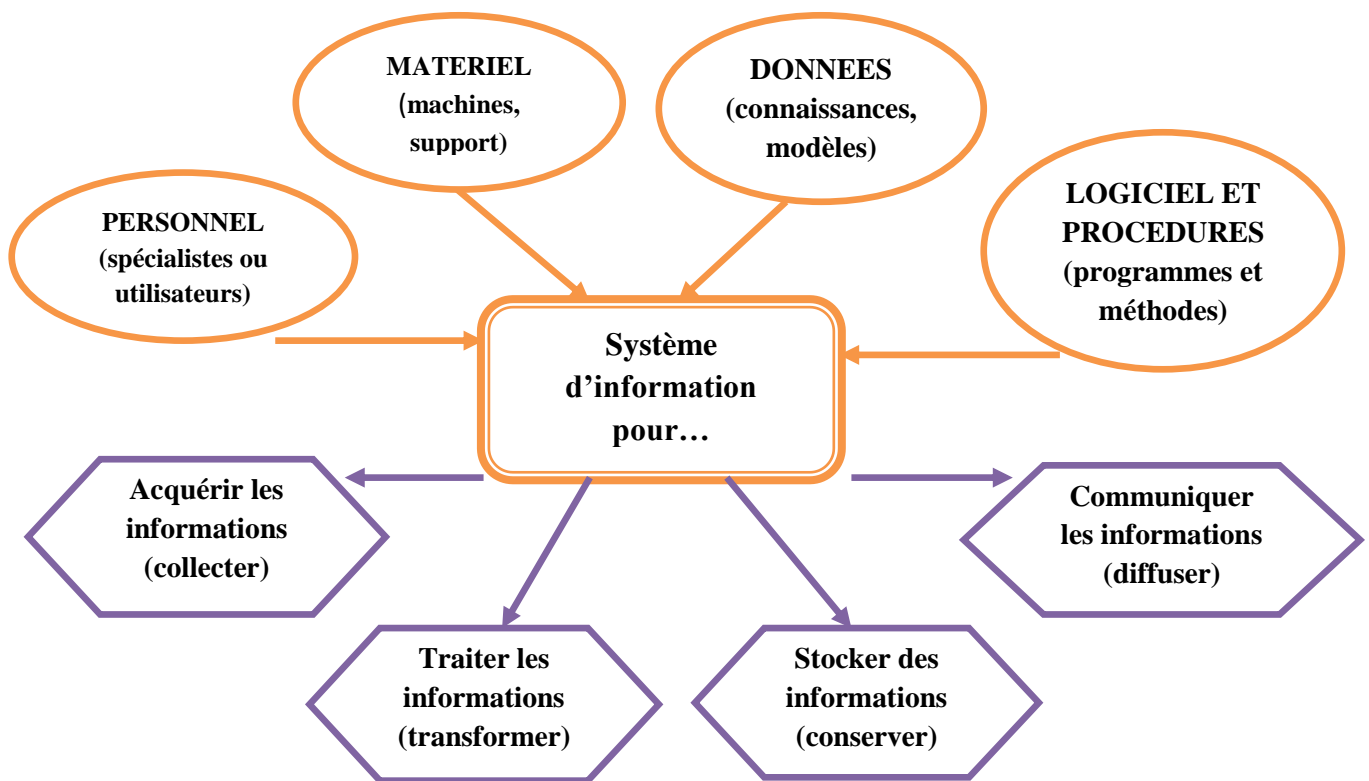 MATERIEL
(machines,
support)
DONNEES
(connaissances,
modèles)
PERSONNEL
(spécialistes ou
utilisateurs)
LOGICIEL ET
PROCEDURES
(programmes et
méthodes)
Système
d’information
pour…
Acquérir les
informations
(collecter)
Communiquer
les informations
(diffuser)
Traiter les
informations
(transformer)
Stocker des
informations
(conserver)